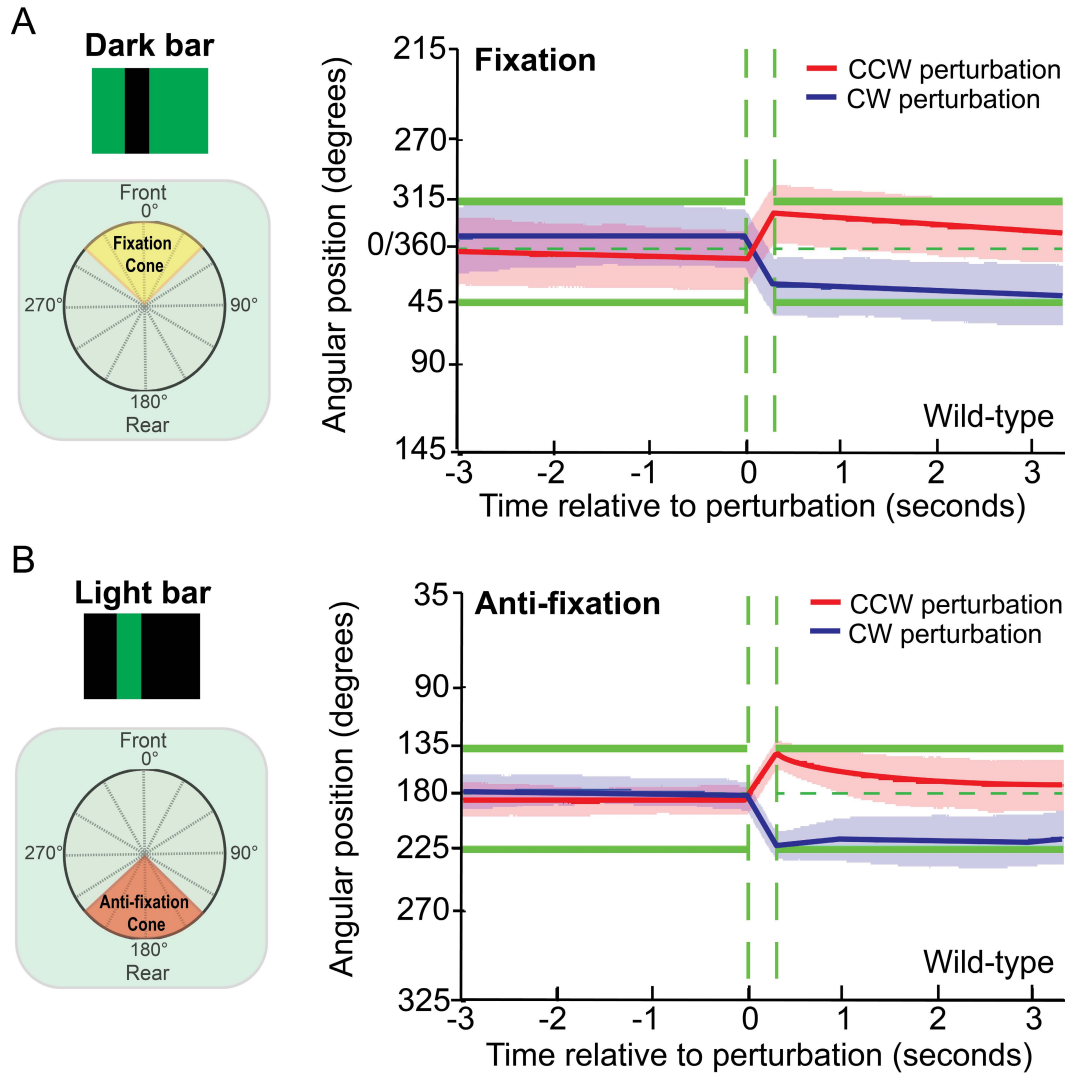 A
Dark bar
Front
0°
Fixation
Cone
270°
90°
180°
Rear
Fixation
CCW perturbation
CW perturbation
Angular position (degrees)
215
270
315
0/360
45
90
145
Wild-type
-3
-2
-1
0
1
2
3
Time relative to perturbation (seconds)
B
Light bar
Front
0°
270°
90°
Anti-fixation
Cone
180°
Rear
Anti-fixation
CCW perturbation
CW perturbation
Angular position (degrees)
35
90
135
180
225
270
325
Wild-type
-3
-2
-1
0
1
2
3
Time relative to perturbation (seconds)